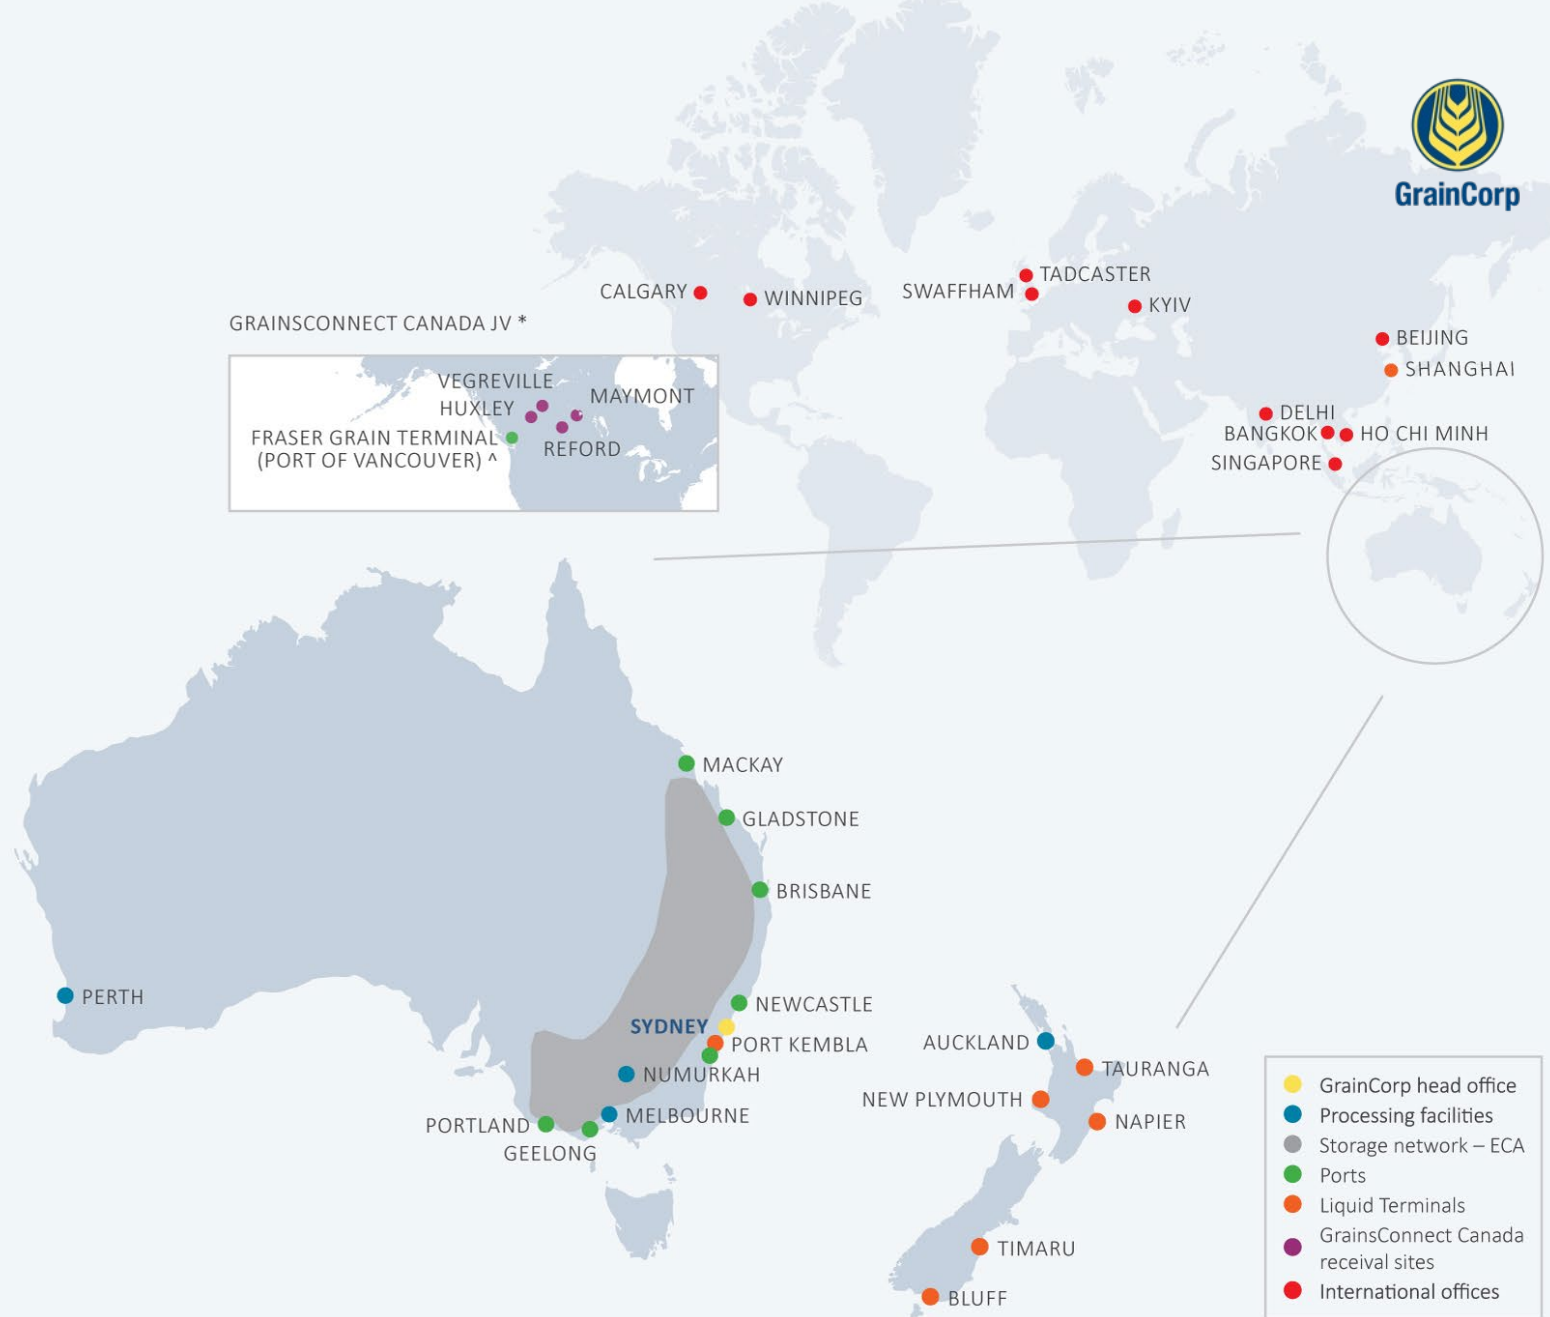 GrainCorp
CALGARY
WINNIPEG
SWAFFHAM
TADCASTER
KYIV
BEIJING
SHANGHAI
DELHI
BANGKOK
HO CHI MINH
SINGAPORE
GRAINSCONNECT CANADA JV *
VEGREVILLE
HUXLEY
MAYMONT
FRASER GRAIN TERMINAL
(PORT OF VANCOUVER) ^
REFORD
MACKAY
GLADSTONE
BRISBANE
PERTH
NEWCASTLE
SYDNEY
PORT KEMBLA
NUMURKAH
MELBOURNE
PORTLAND
GEELONG
AUCKLAND
TAURANGA
NEW PLYMOUTH
NAPIER
TIMARU
BLUFF
GrainCorp head office
Processing facilities
Storage network – ECA
Ports
Liquid Terminals
GrainsConnect Canada
receival sites
International offices